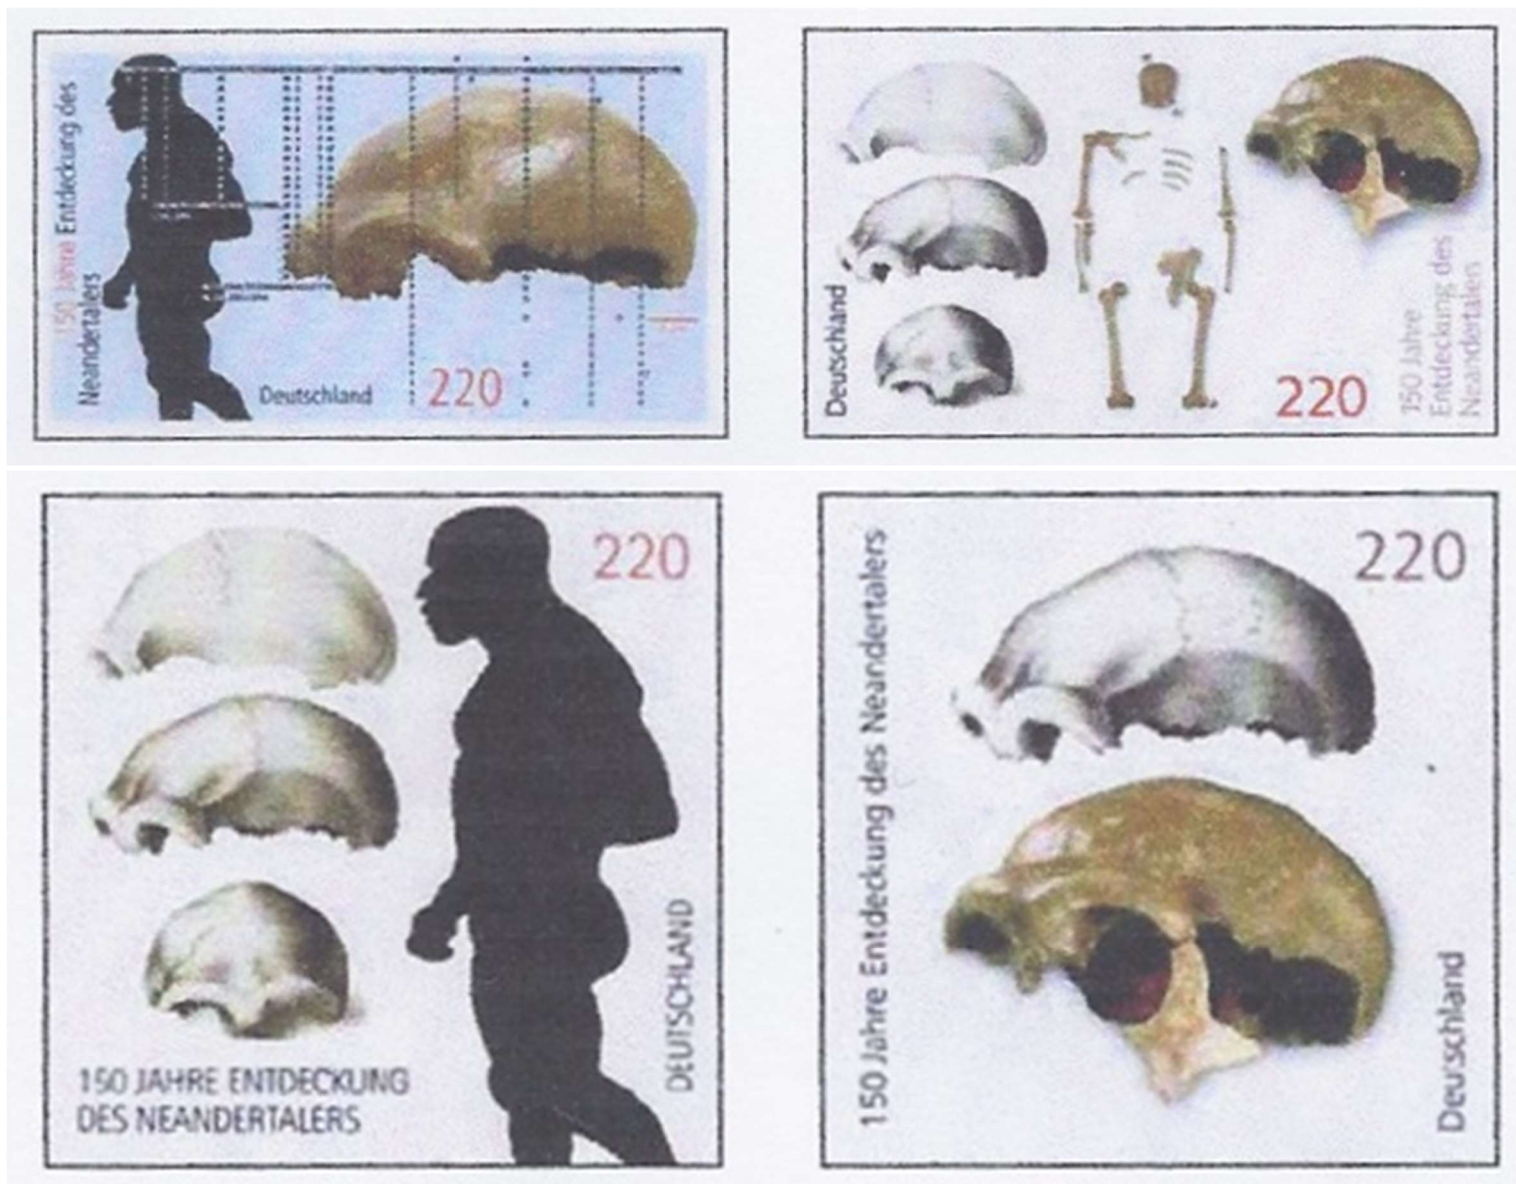 150 Jahre Entdeckung des
Neandertalers
Deutschland
220
Deutschland
220
150 Jahre
Entdeckung des
Neandertalen
220
150 JAHRE ENTDECKUNG
DES NEANDERTALERS
DEUTSCHLAND
150 Jahre Entdeckung des Neandertalers
220
Deutschland